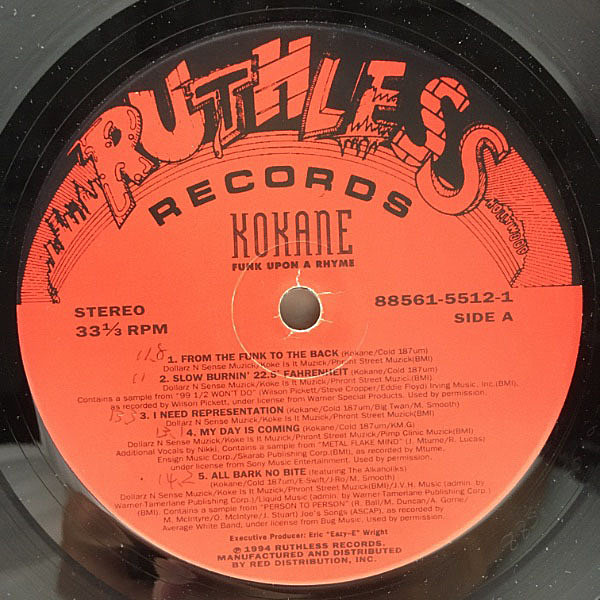 RUTHLESS
RECORDS
HOLLYWOOD
KOKANE
FUNK UPON A RHYME
STEREO
33⅓ RPM
88561-5512-1
SIDE A
1. FROM THE FUNK TO THE BACK (Kokane/Cold 187um)
Dollarz N Sense Muzick/Koke Is It Muzick/Phront Street Muzick(BMI)
2. SLOW BURNIN' 22.5° FAHRENHEIT (Kokane/Cold 187um)
Dollarz N Sense Muzick/Koke Is It Muzick/Phront Street Muzick(BMI)
Contains a sample from "99 1/2 WON'T DO" (Wilson Pickett/Steve Cropper/Eddie Floyd) Irving Music, Inc.(BMI),
as recorded by Wilson Pickett, under license from Warner Special Products. Used by permission.
3. I NEED REPRESENTATION (Kokane/Cold 187um/Big Twan/M. Smooth)
Dollarz N Sense Muzick/Koke Is It Muzick/Phront Street Muzick(BMI)
4. MY DAY IS COMING (Kokane/Cold 187um/KM.G)
Dollarz N Sense Muzick/Koke Is It Muzick/Phront Street Muzick/Pimp Clinic Muzick(BMI)
Additional Vocals by Nikki. Contains a sample from "METAL FLAKE MIND" (J. Mtume/R. Lucas)
Ensign Music Corp./Skarab Publishing Corp.(BMI), as recorded by Mtume,
under license from Sony Music Entertainment. Used by permission.
5. ALL BARK NO BITE (featuring The Alkaholiks)
(Kokane/Cold 187um/E.Swift/J.Ro/M. Smooth)
Dollarz N Sense Muzick/Koke Is It Muzick/Phront Street Muzick(BMI)/J.V.H. Music (admin. by
Warner-Tamerlane Publishing Corp.)/Liquid Music (admin. by Warner-Tamerlane Publishing Corp.)
(BMI). Contains a sample from "PERSON TO PERSON" (R. Ball/M. Duncan/A. Gorrie/
M. McIntyre/O. McIntyre/J. Stuart) Joe's Songs (ASCAP), as recorded by
Average White Band, under license from Bug Music. Used by permission.
118
11
142
Executive Producer: Eric "Eazy-E" Wright
℗ 1994 RUTHLESS RECORDS.
MANUFACTURED AND DISTRIBUTED
BY RED DISTRIBUTION, INC.